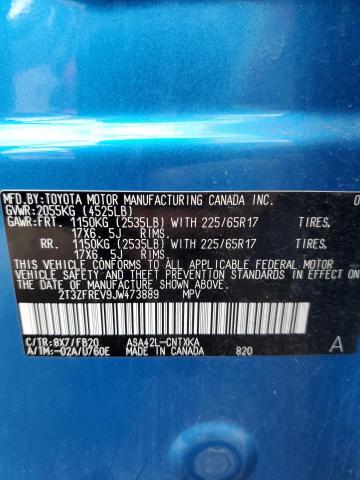 MFD.BY:TOYOTA MOTOR MANUFACTURING CANADA INC. 0
GVWR:2055KG (4525LB)
GAWR:FRT. 1150KG (2535LB) WITH 225/65R17 TIRES,
17X6. 5J RIMS.
RR. 1150KG (2535LB) WITH 225/65R17 TIRES,
17X6. 5J RIMS.
THIS VEHICLE CONFORMS TO ALL APPLICABLE FEDERAL MOTOR
VEHICLE SAFETY STANDARDS IN EFFECT ON
THE DATE OF MANUFACTURE SHOWN ABOVE.
2T3ZFREV9JW473889 MPV
C/TR:8X7/FB20 ASA42L-CNTXKA
A/TM:-02A/U760E MADE IN CANADA 820 A